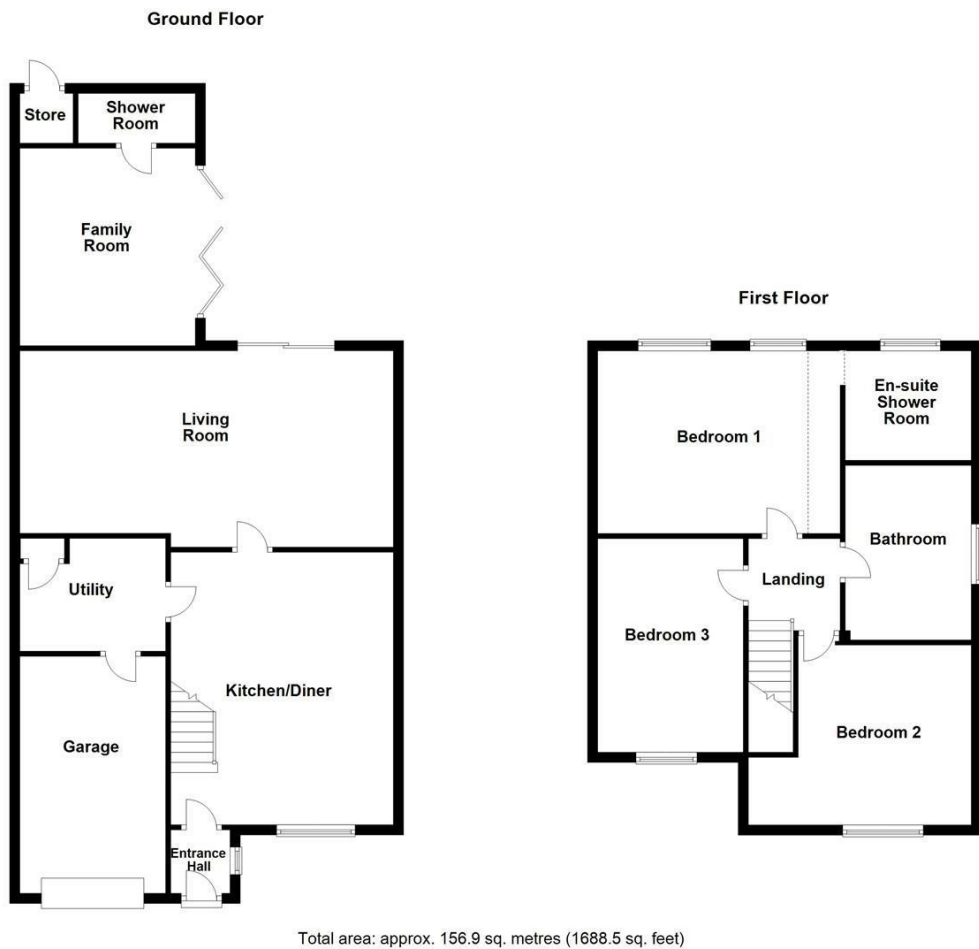 Ground Floor
Store
Shower
Room
Family
Room
Living
Room
Utility
Kitchen/Diner
Garage
Entrance
Hall
First Floor
En-suite
Shower
Room
Bedroom 1
Bathroom
Landing
Bedroom 3
Bedroom 2
Total area: approx. 156.9 sq. metres (1688.5 sq. feet)